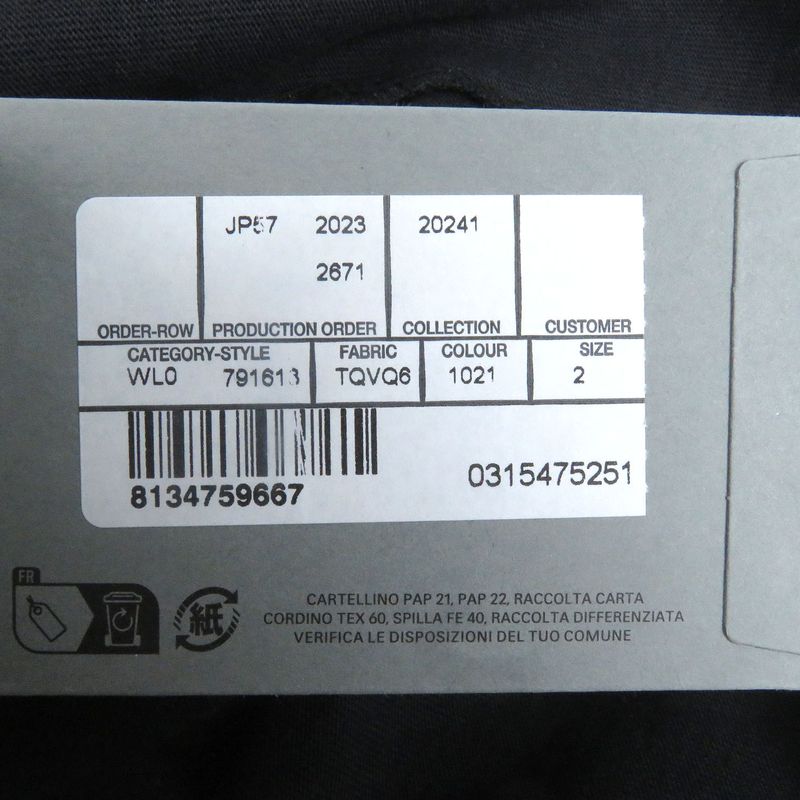 JP57 2023 20241
2671
ORDER-ROW PRODUCTION ORDER COLLECTION CUSTOMER
CATEGORY-STYLE FABRIC COLOUR SIZE
WL0 791613 TQVQ6 1021 2
8134759667 0315475251
FR
紙
CARTELLINO PAP 21, PAP 22, RACCOLTA CARTA
CORDINO TEX 60, SPILLA FE 40, RACCOLTA DIFFERENZIATA
VERIFICA LE DISPOSIZIONI DEL TUO COMUNE